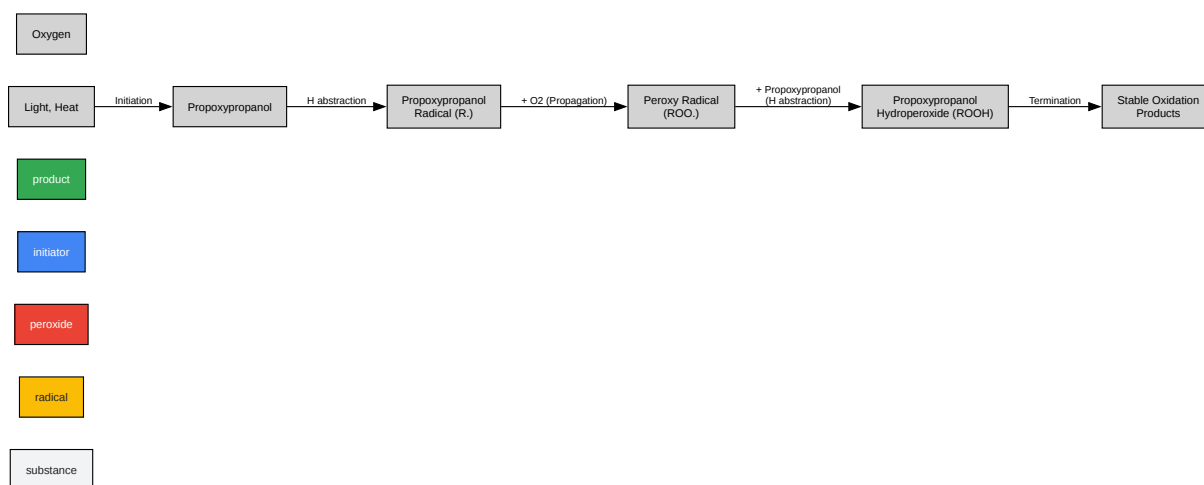 Oxygen
Light, Heat
Initiation
Propoxypropanol
H abstraction
Propoxypropanol
Radical (R.)
+ O2 (Propagation)
Peroxy Radical
(ROO.)
+ Propoxypropanol
(H abstraction)
Propoxypropanol
Hydroperoxide (ROOH)
Termination
Stable Oxidation
Products
product
initiator
peroxide
radical
substance